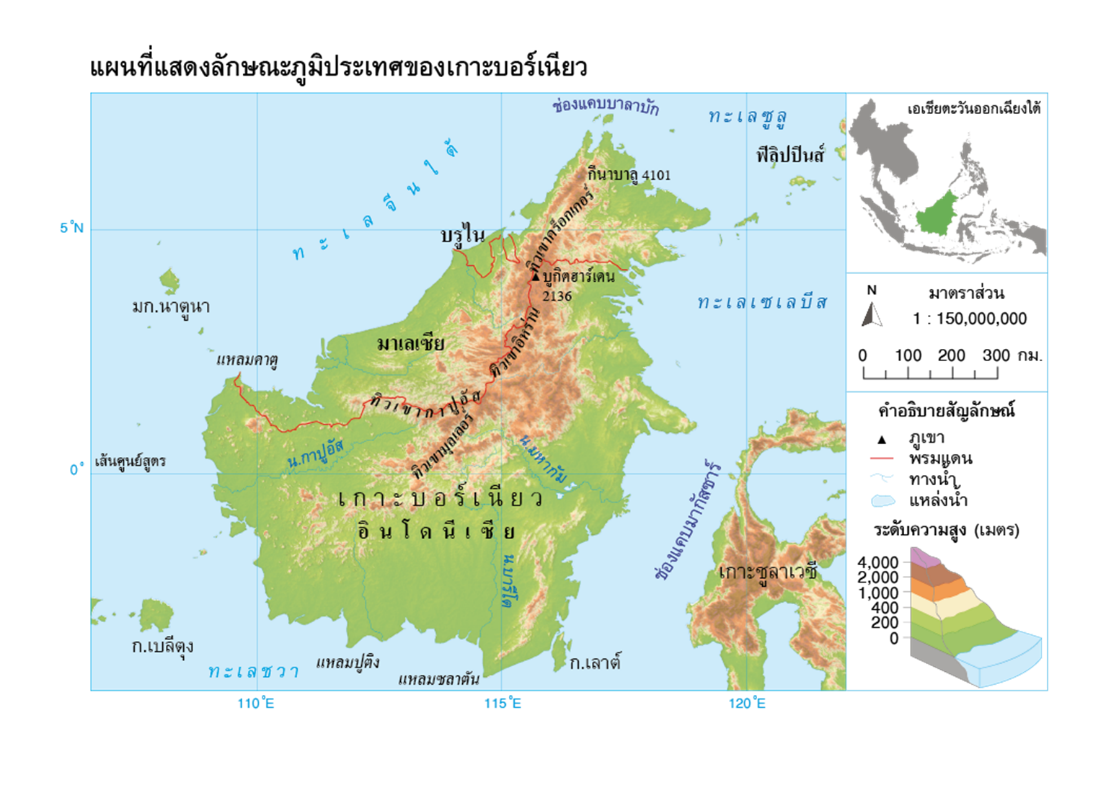 แผนที่แสดงลักษณะภูมิประเทศของเกาะบอร์เนียว
ช่องแคบบาลาบัก
ทะเลซูลู
ฟิลิปปินส์
ทะเลจีนใต้
กีนาบาลู 4101
ทิวเขาคร็อกเกอร์
5°N
บรูไน
บูกิตฮาร์เดน
2136
มก.นาตูนา
ทะเลเซเลบีส
มาเลเซีย
ทิวเขาอิหร่าน
แหลมดาตู
ทิวเขากาปูอัส
ทิวเขามุลเลอร์
น.กาปูอัส
น.มหากัม
0°
เส้นศูนย์สูตร
เกาะบอร์เนียว
อินโดนีเซีย
ช่องแคบมากัสซาร์
น.บารีโต
เกาะซูลาเวซี
ก.เบลีตุง
ทะเลชวา
แหลมปูติง
แหลมซลาตัน
ก.เลาต์
110°E
115°E
120°E
เอเชียตะวันออกเฉียงใต้
N
มาตราส่วน
1 : 150,000,000
0 100 200 300 กม.
คำอธิบายสัญลักษณ์
ภูเขา
พรมแดน
ทางน้ำ
แหล่งน้ำ
ระดับความสูง (เมตร)
4,000
2,000
1,000
400
200
0